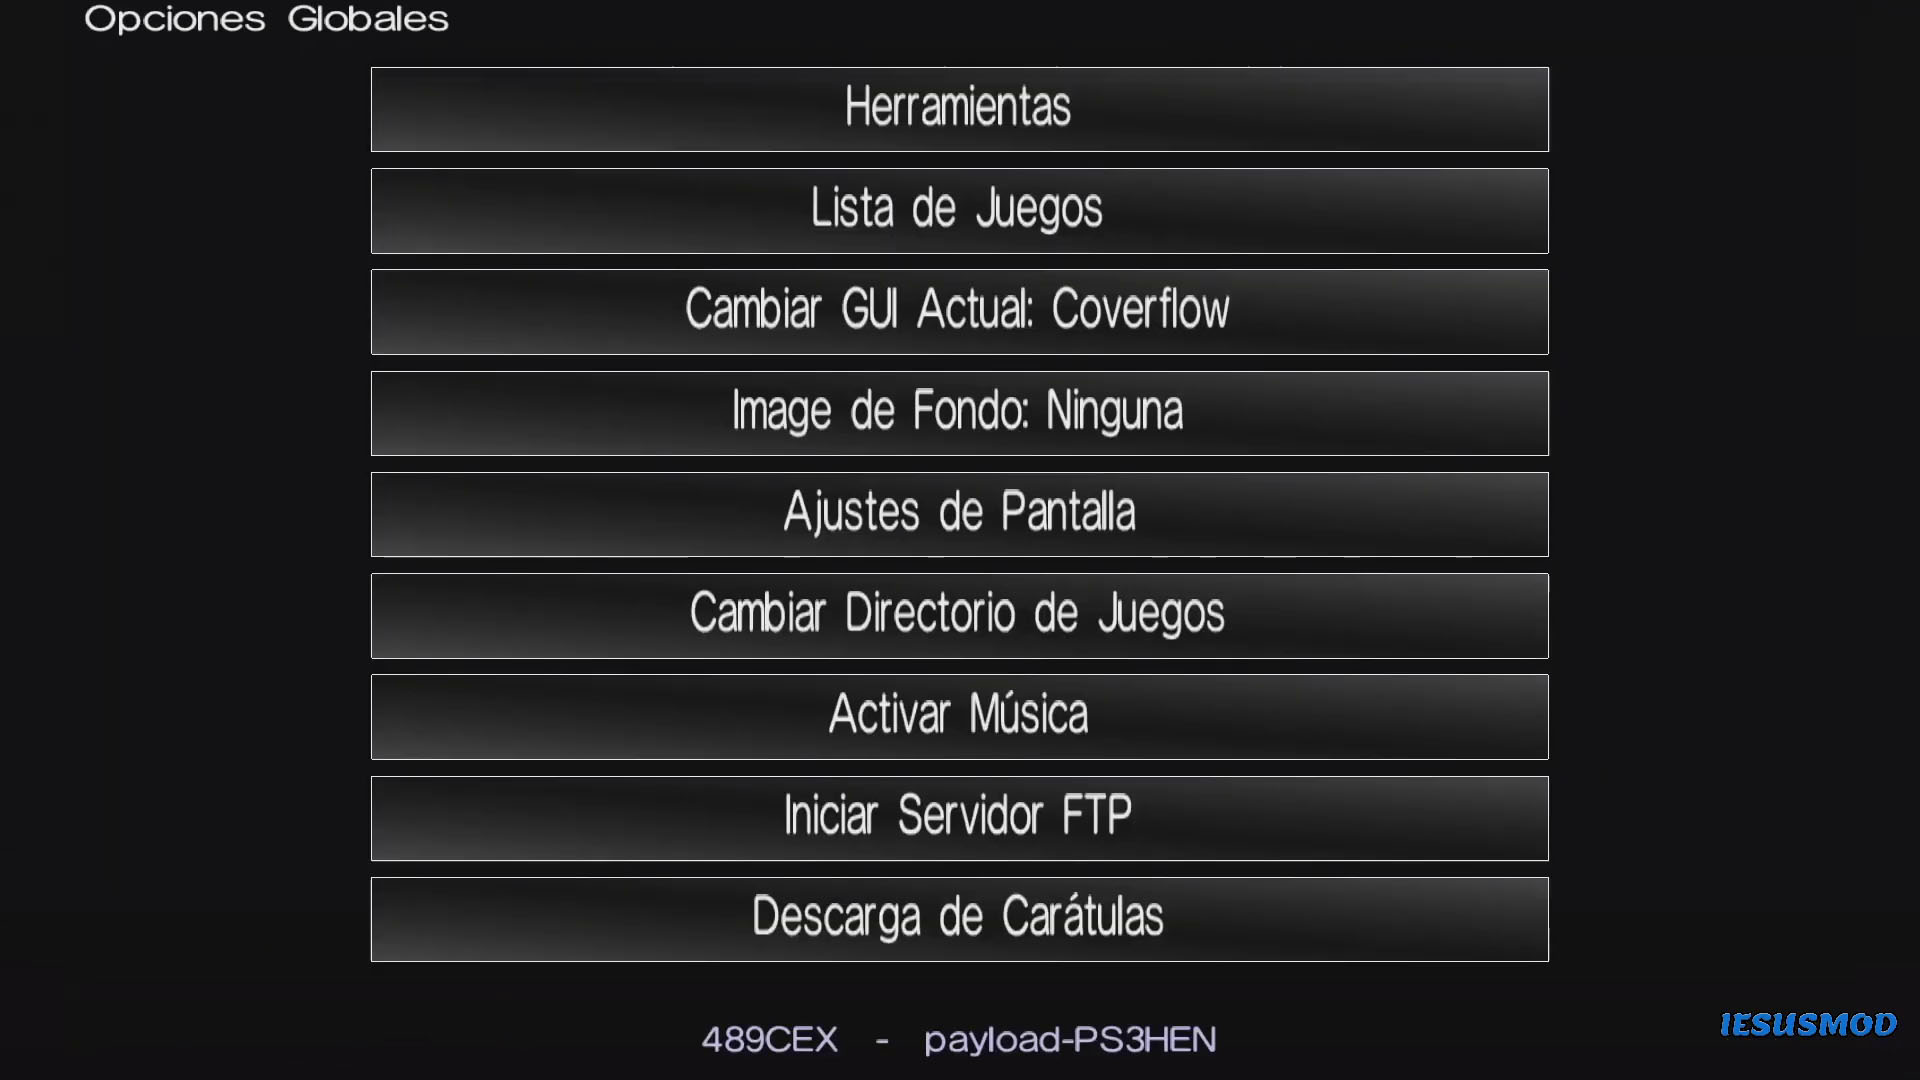 Opciones Globales
Herramientas
Lista de Juegos
Cambiar GUI Actual: Coverflow
Image de Fondo: Ninguna
Ajustes de Pantalla
Cambiar Directorio de Juegos
Activar Música
Iniciar Servidor FTP
Descarga de Carátulas
489CEX - payload-PS3HEN
IESUSMOD